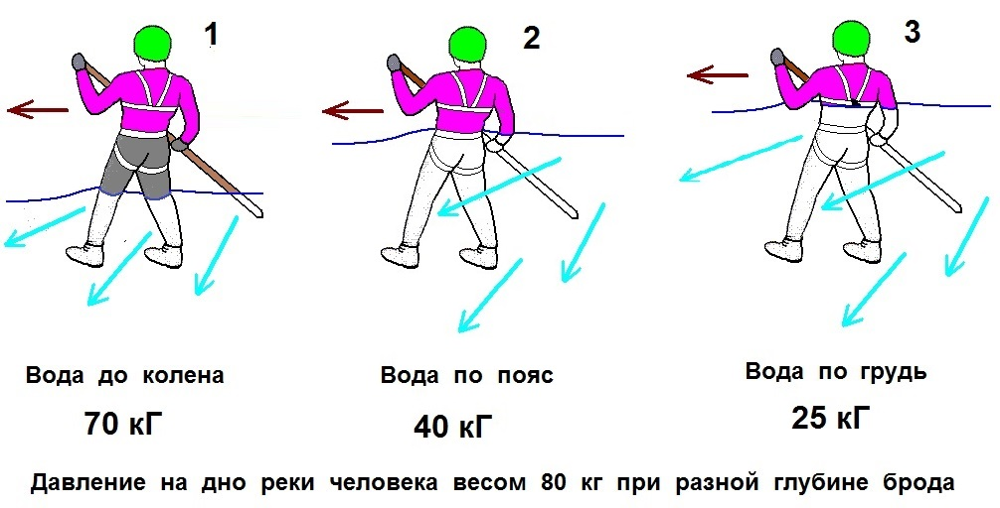 1
2
3
Вода до колена
70 кГ
Вода по пояс
40 кГ
Вода по грудь
25 кГ
Давление на дно реки человека весом 80 кг при разной глубине брода